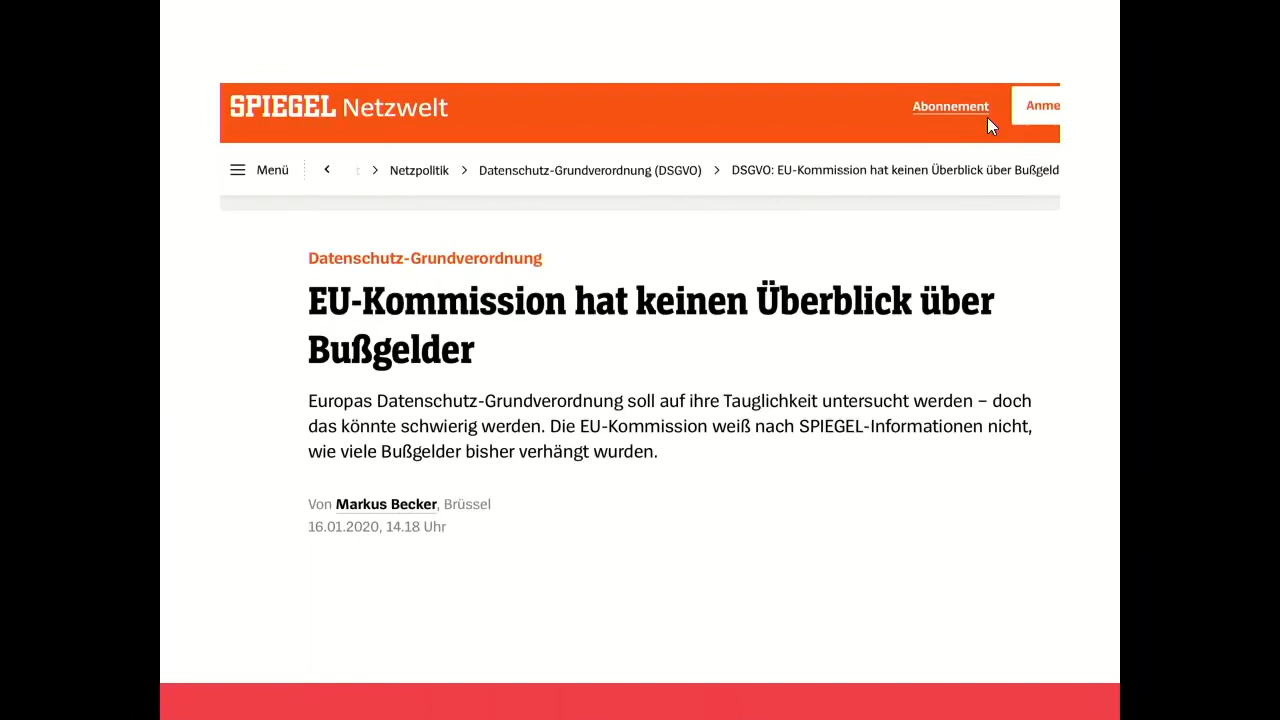 SPIEGEL Netzwelt
Abonnement
Anme
Menü
t > Netzpolitik > Datenschutz-Grundverordnung (DSGVO) > DSGVO: EU-Kommission hat keinen Überblick über Bußgeld
Datenschutz-Grundverordnung
EU-Kommission hat keinen Überblick über
Bußgelder
Europas Datenschutz-Grundverordnung soll auf ihre Tauglichkeit untersucht werden – doch
das könnte schwierig werden. Die EU-Kommission weiß nach SPIEGEL-Informationen nicht,
wie viele Bußgelder bisher verhängt wurden.
Von Markus Becker, Brüssel
16.01.2020, 14.18 Uhr